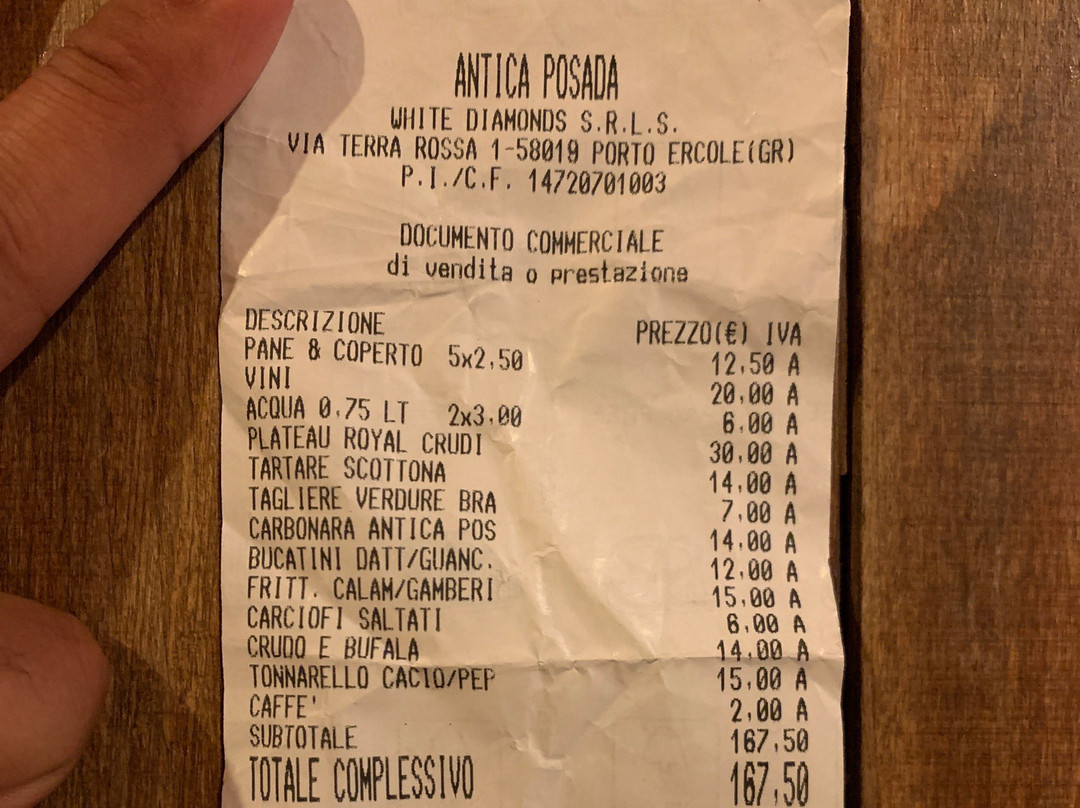 ANTICA POSADA
WHITE DIAMONDS S.R.L.S.
VIA TERRA ROSSA 1-58019 PORTO ERCOLE(GR)
P.I./C.F. 14720701003
DOCUMENTO COMMERCIALE
di vendita o prestazione
DESCRIZIONE PREZZO(€) IVA
PANE & COPERTO 5x2,50 12,50 A
VINI 20,00 A
ACQUA 0,75 LT 2x3,00 6,00 A
PLATEAU ROYAL CRUDI 30,00 A
TARTARE SCOTTONA 14,00 A
TAGLIERE VERDURE BRA 7,00 A
CARBONARA ANTICA POS 14,00 A
BUCATINI DATT/GUANC. 12,00 A
FRITT. CALAM/GAMBERI 15,00 A
CARCIOFI SALTATI 6,00 A
CRUDO E BUFALA 14,00 A
TONNARELLO CACIO/PEP 15,00 A
CAFFE' 2,00 A
SUBTOTALE 167,50
TOTALE COMPLESSIVO 167,50